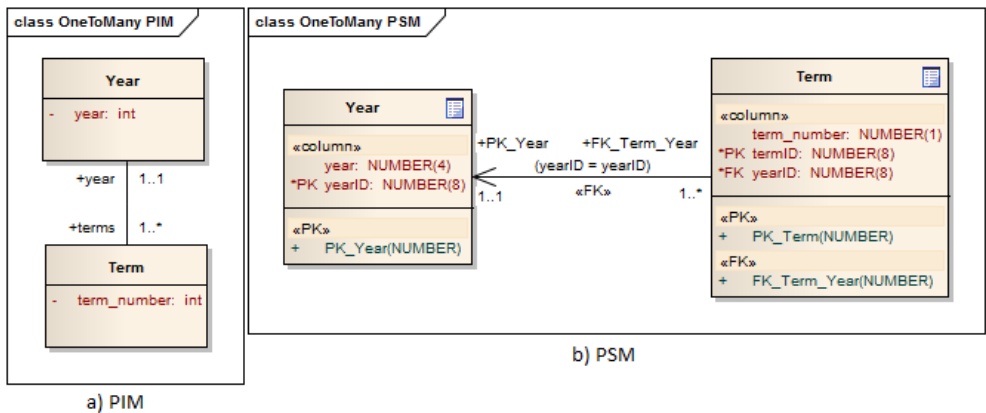 class OneToMany PIM
Year
- year: int
+year 1..1
+terms 1..*
Term
- term_number: int
a) PIM
class OneToMany PSM
Year
«column»
year: NUMBER(4)
*PK yearID: NUMBER(8)
«PK»
+ PK_Year(NUMBER)
+PK_Year +FK_Term_Year
(yearID = yearID)
«FK»
1..1 1..*
Term
«column»
term_number: NUMBER(1)
*PK termID: NUMBER(8)
*FK yearID: NUMBER(8)
«PK»
+ PK_Term(NUMBER)
«FK»
+ FK_Term_Year(NUMBER)
b) PSM